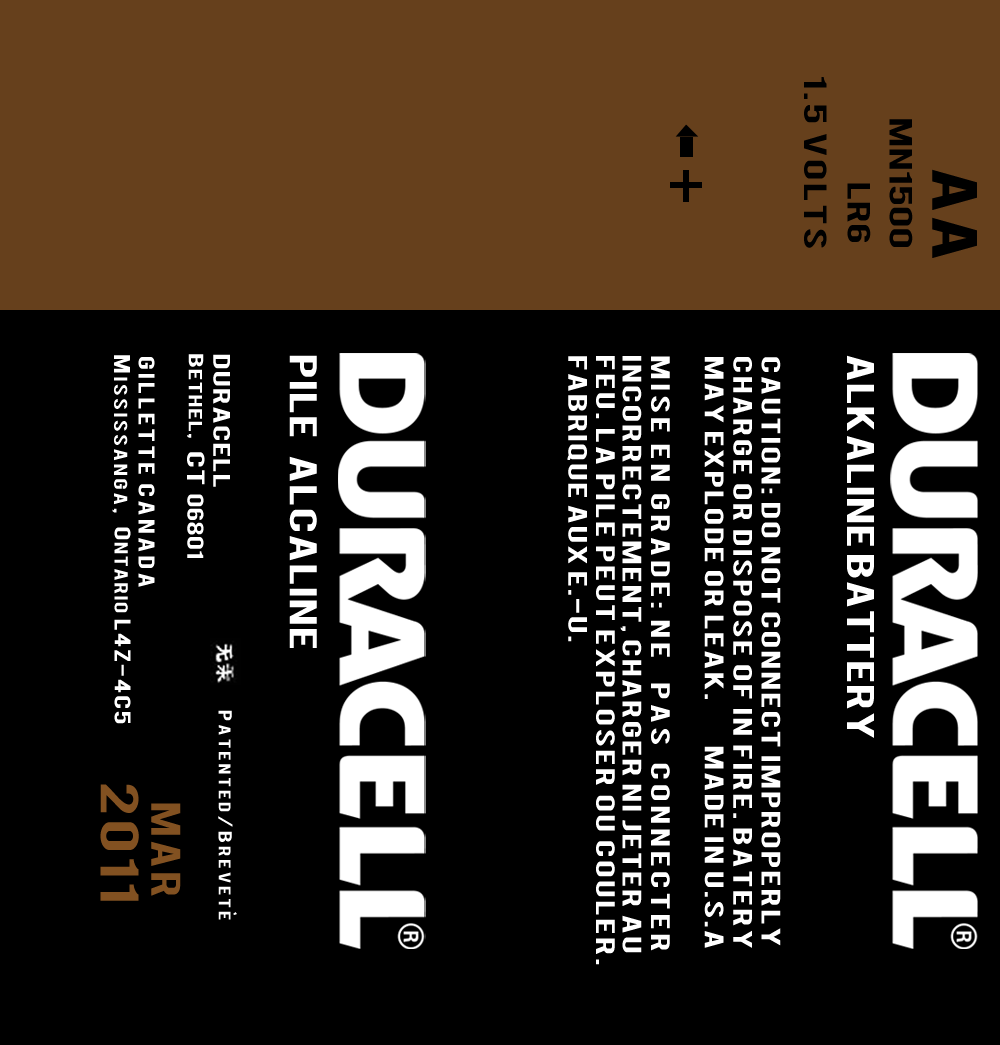 AA
MN1500
LR6
1.5 VOLTS
+
DURACELL®
ALKALINE BATTERY
CAUTION: DO NOT CONNECT IMPROPERLY
CHARGE OR DISPOSE OF IN FIRE. BATERY
MAY EXPLODE OR LEAK. MADE IN U.S.A
MISE EN GRADE: NE PAS CONNECTER
INCORRECTEMENT, CHARGER NI JETER AU
FEU. LA PILE PEUT EXPLOSER OU COULER.
FABRIQUE AUX E.–U.
DURACELL®
PILE ALCALINE
DURACELL
BETHEL, CT 06801
无汞 PATENTED/BREVETÈ
GILLETTE CANADA
MISSISSANGA, ONTARIO L4Z–4C5
MAR
2011